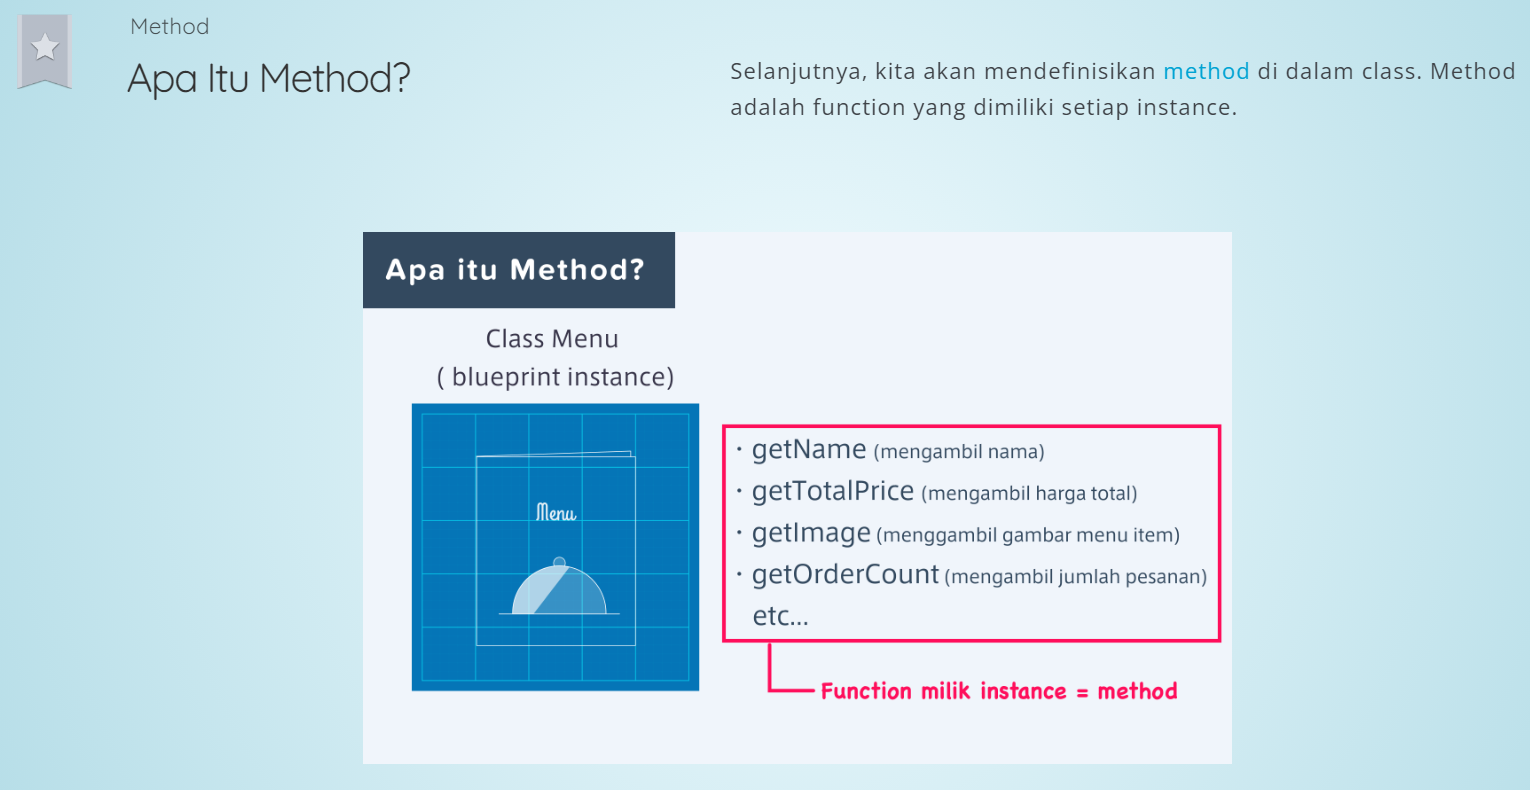 Method
Apa Itu Method?
Selanjutnya, kita akan mendefinisikan method di dalam class. Method
adalah function yang dimiliki setiap instance.
Apa itu Method?
Class Menu
( blueprint instance)
Menu
· getName (mengambil nama)
· getTotalPrice (mengambil harga total)
· getImage (menggambil gambar menu item)
· getOrderCount (mengambil jumlah pesanan)
etc...
Function milik instance = method